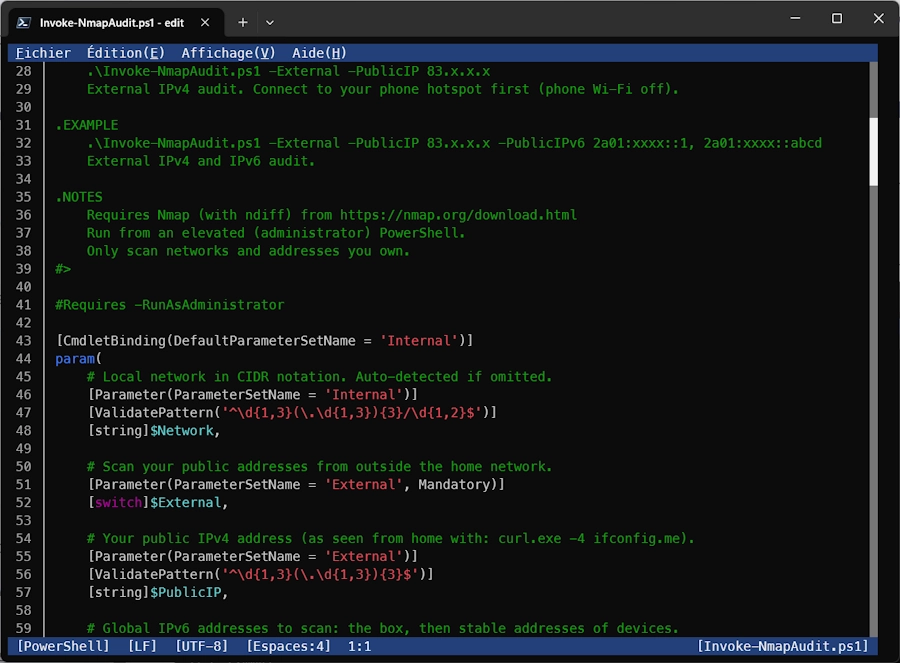 Invoke-NmapAudit.ps1 - edit
Fichier Édition(E) Affichage(V) Aide(H)
28     .\Invoke-NmapAudit.ps1 -External -PublicIP 83.x.x.x
29     External IPv4 audit. Connect to your phone hotspot first (phone Wi-Fi off).
30
31 .EXAMPLE
32     .\Invoke-NmapAudit.ps1 -External -PublicIP 83.x.x.x -PublicIPv6 2a01:xxxx::1, 2a01:xxxx::abcd
33     External IPv4 and IPv6 audit.
34
35 .NOTES
36     Requires Nmap (with ndiff) from https://nmap.org/download.html
37     Run from an elevated (administrator) PowerShell.
38     Only scan networks and addresses you own.
39 #>
40
41 #Requires -RunAsAdministrator
42
43 [CmdletBinding(DefaultParameterSetName = 'Internal')]
44 param(
45     # Local network in CIDR notation. Auto-detected if omitted.
46     [Parameter(ParameterSetName = 'Internal')]
47     [ValidatePattern('^\d{1,3}(\.\d{1,3}){3}/\d{1,2}$')]
48     [string]$Network,
49
50     # Scan your public addresses from outside the home network.
51     [Parameter(ParameterSetName = 'External', Mandatory)]
52     [switch]$External,
53
54     # Your public IPv4 address (as seen from home with: curl.exe -4 ifconfig.me).
55     [Parameter(ParameterSetName = 'External')]
56     [ValidatePattern('^\d{1,3}(\.\d{1,3}){3}$')]
57     [string]$PublicIP,
58
59     # Global IPv6 addresses to scan: the box, then stable addresses of devices.
[PowerShell] [LF] [UTF-8] [Espaces:4] 1:1 [Invoke-NmapAudit.ps1]